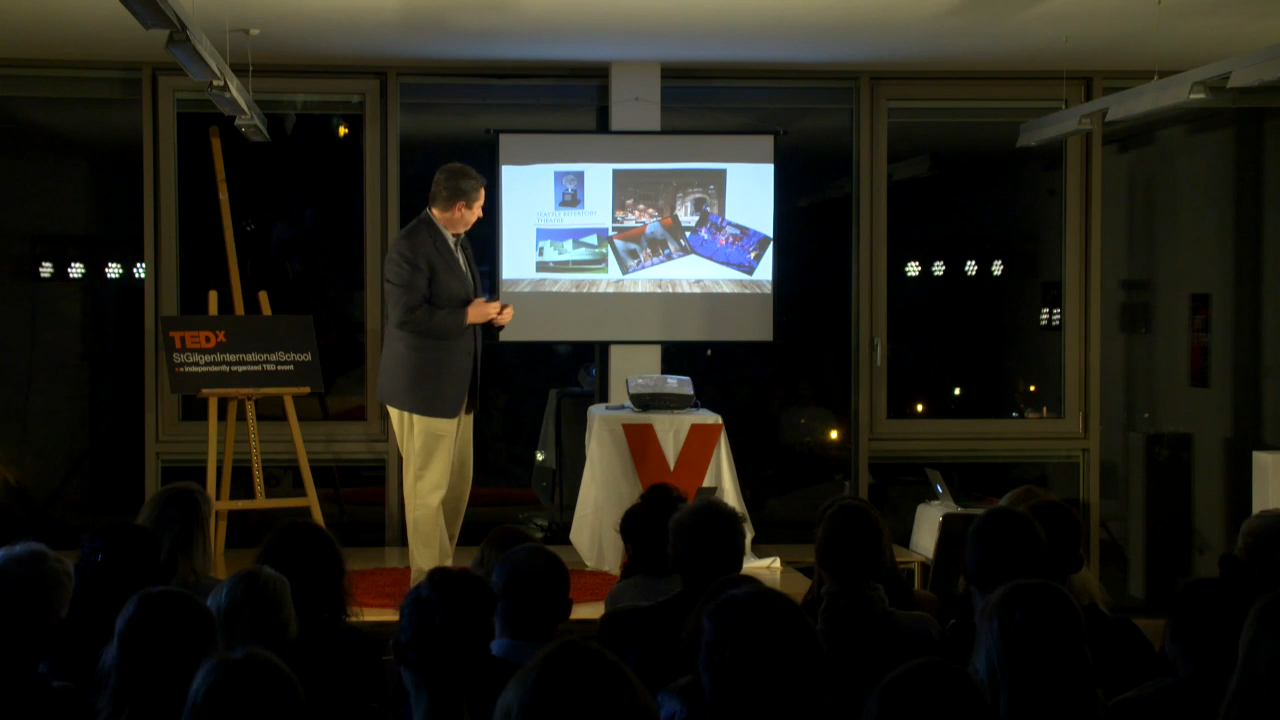 TEDx
StGilgenInternationalSchool
x = independently organized TED event
SEATTLE REPERTORY
THEATRE
X